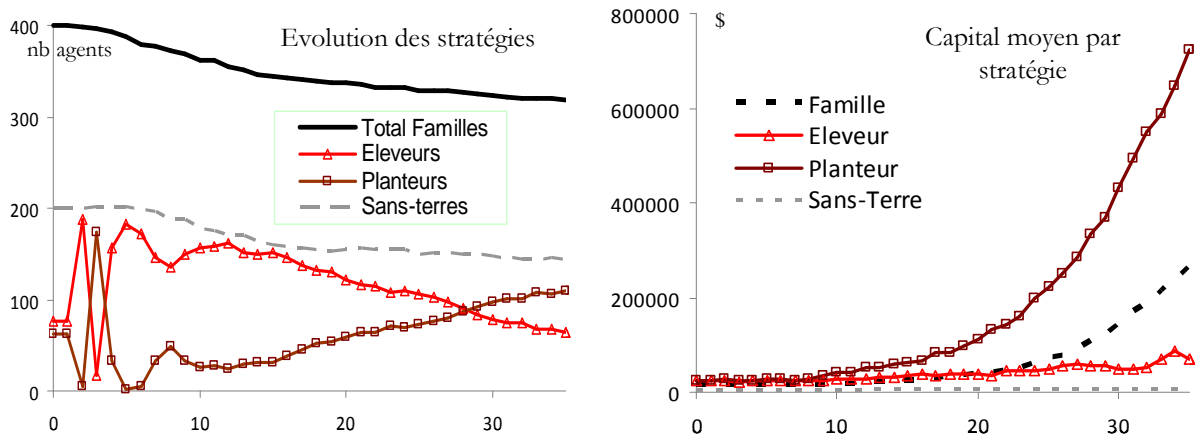 Evolution des stratégies
nb agents
400
300
200
100
0
Total Familles
Eleveurs
Planteurs
Sans-terres
0
10
20
30
$
Capital moyen par
stratégie
800000
600000
400000
200000
0
Famille
Eleveur
Planteur
Sans-Terre
0
10
20
30